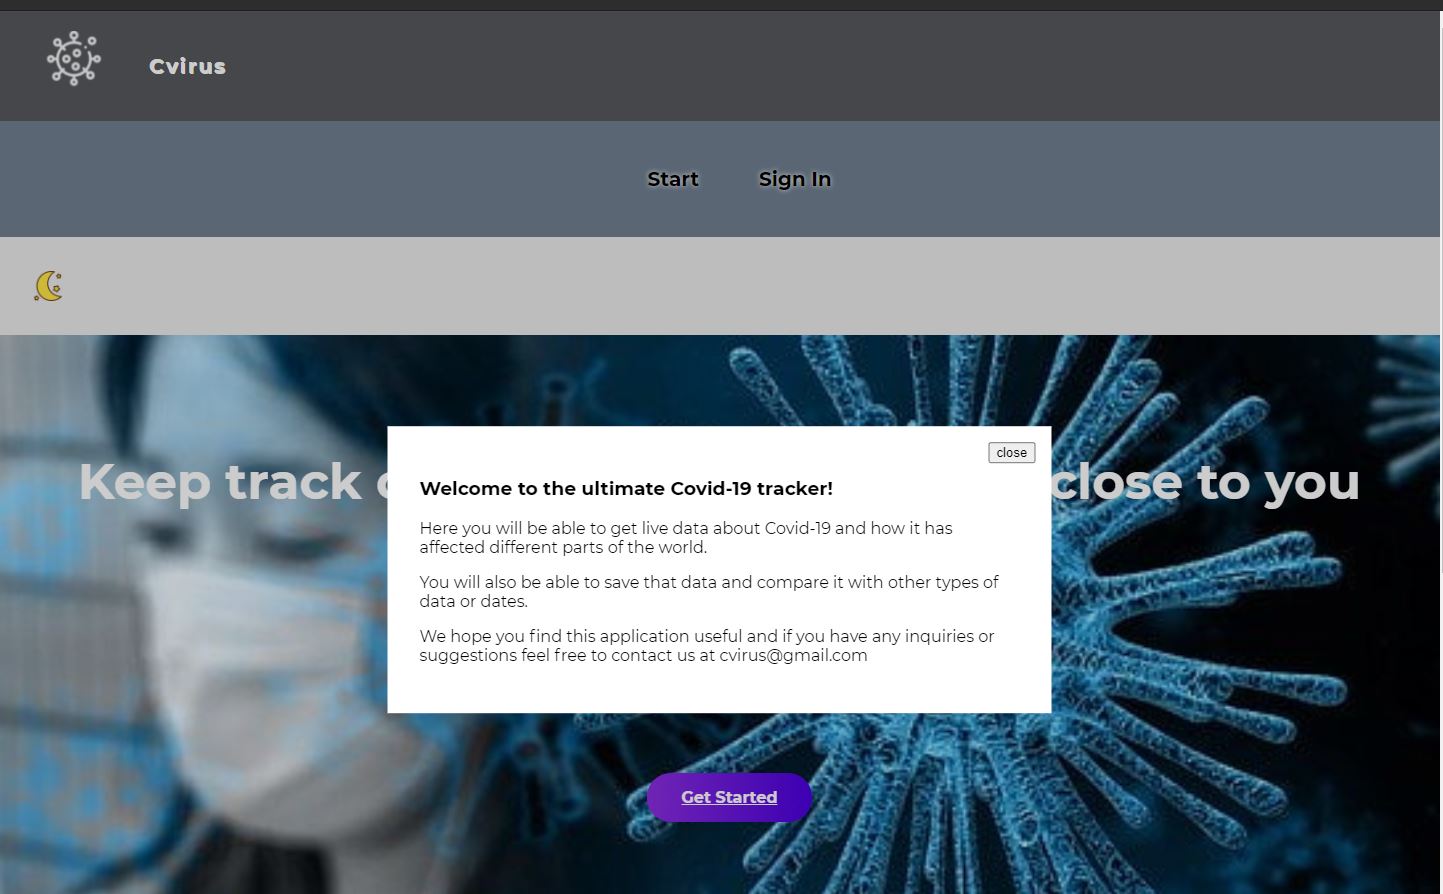 Cvirus
Start Sign In
Keep track close to you
close
Welcome to the ultimate Covid-19 tracker!
Here you will be able to get live data about Covid-19 and how it has
affected different parts of the world.
You will also be able to save that data and compare it with other types of
data or dates.
We hope you find this application useful and if you have any inquiries or
suggestions feel free to contact us at cvirus@gmail.com
Get Started